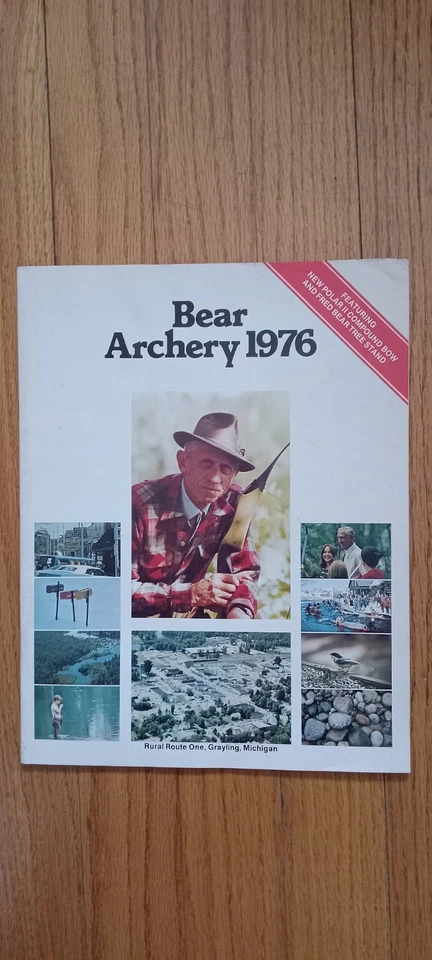 Bear
Archery 1976
FEATURING
NEW POLAR II COMPOUND BOW
AND FRED BEAR TREE STAND
Rural Route One, Grayling, Michigan